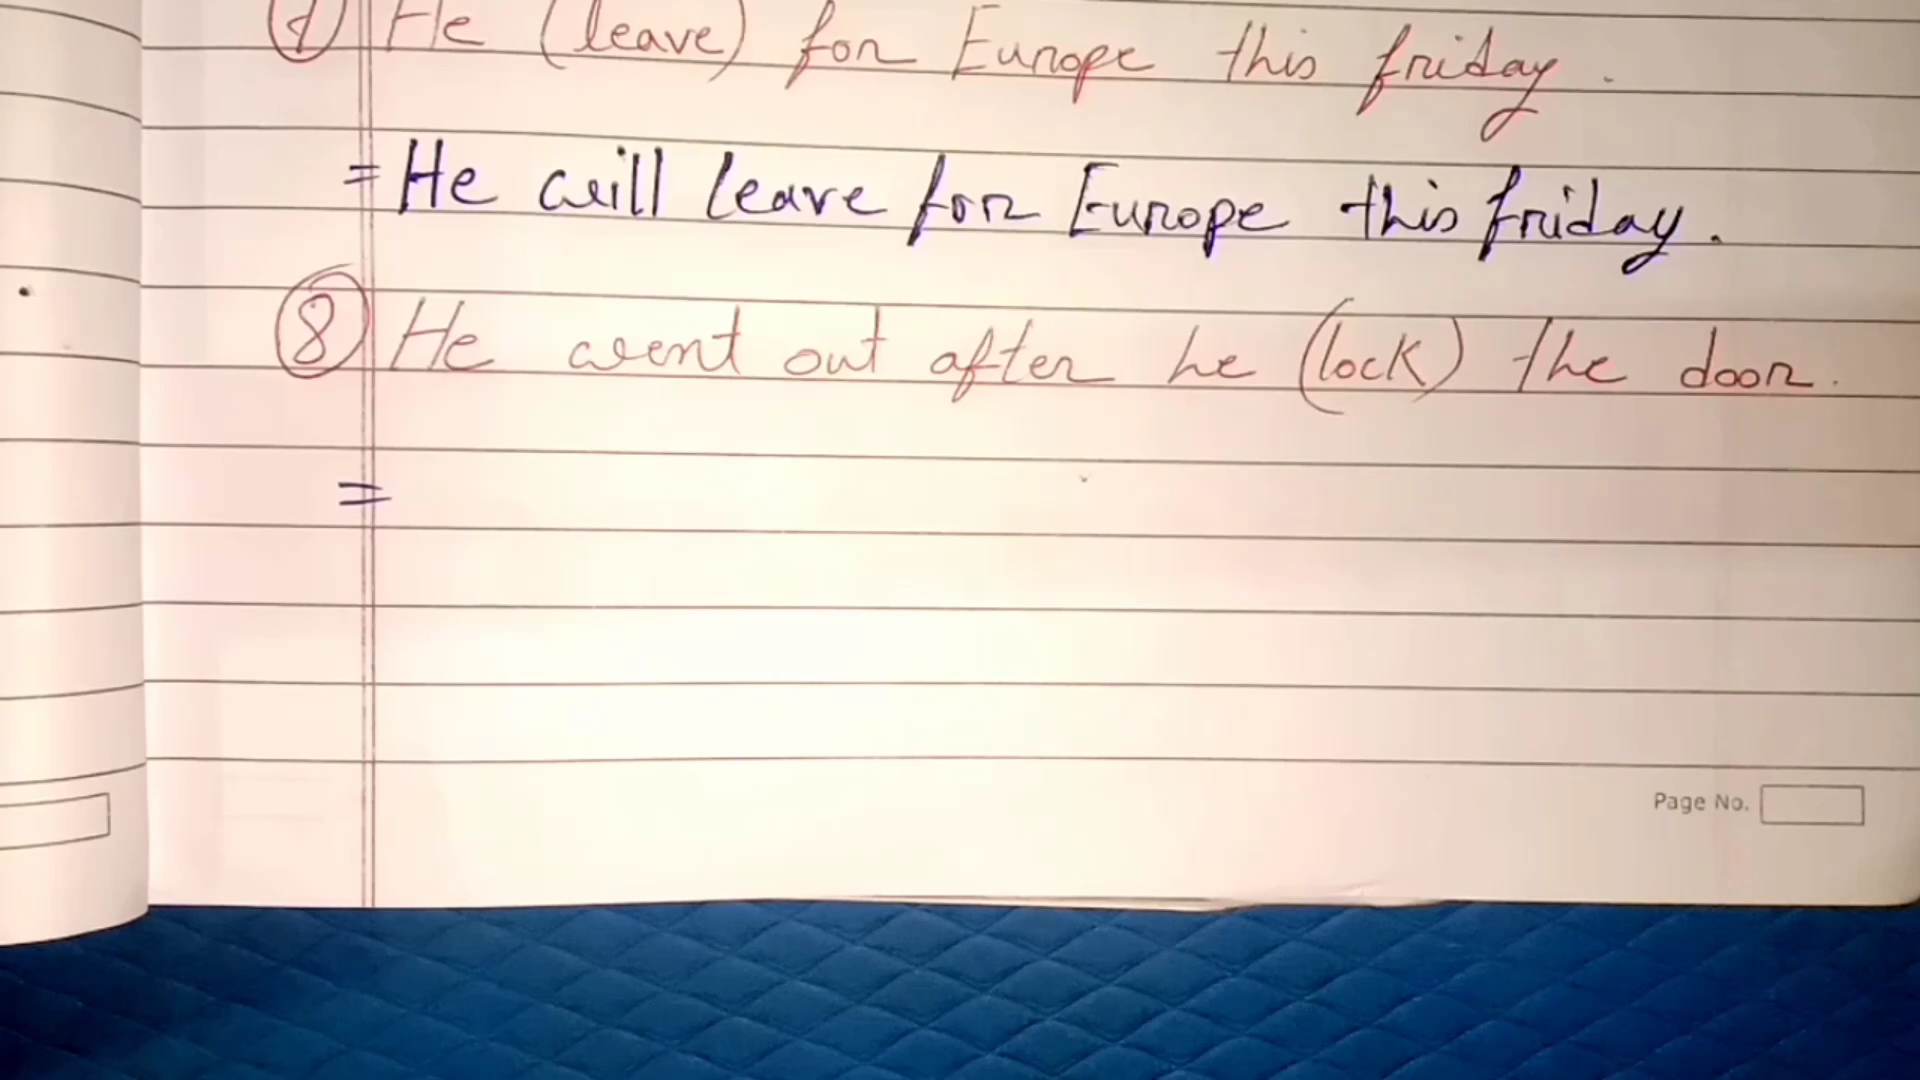 7 He (leave) for Europe this friday.
= He will leave for Europe this friday.
8 He went out after he (lock) the door.
=
Page No.